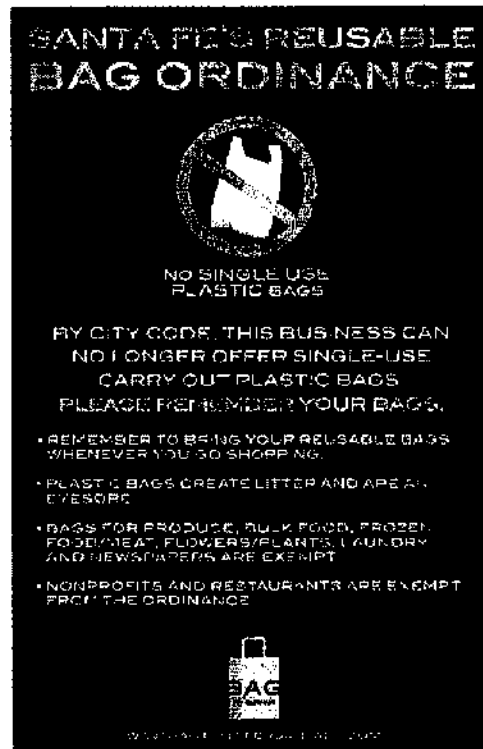 SANTA FE'S REUSABLE
BAG ORDINANCE
NO SINGLE USE
PLASTIC BAGS
BY CITY CODE, THIS BUSINESS CAN
NO LONGER OFFER SINGLE-USE
CARRY OUT PLASTIC BAGS
PLEASE REMEMBER YOUR BAGS.
• REMEMBER TO BRING YOUR REUSABLE BAGS
WHENEVER YOU GO SHOPPING.
• PLASTIC BAGS CREATE LITTER AND ARE AN
EYESORE
• BAGS FOR PRODUCE, BULK FOOD, FROZEN
FOOD/MEAT, FLOWERS/PLANTS, LAUNDRY
AND NEWSPAPERS ARE EXEMPT
• NONPROFITS AND RESTAURANTS ARE EXEMPT
FROM THE ORDINANCE
BAG